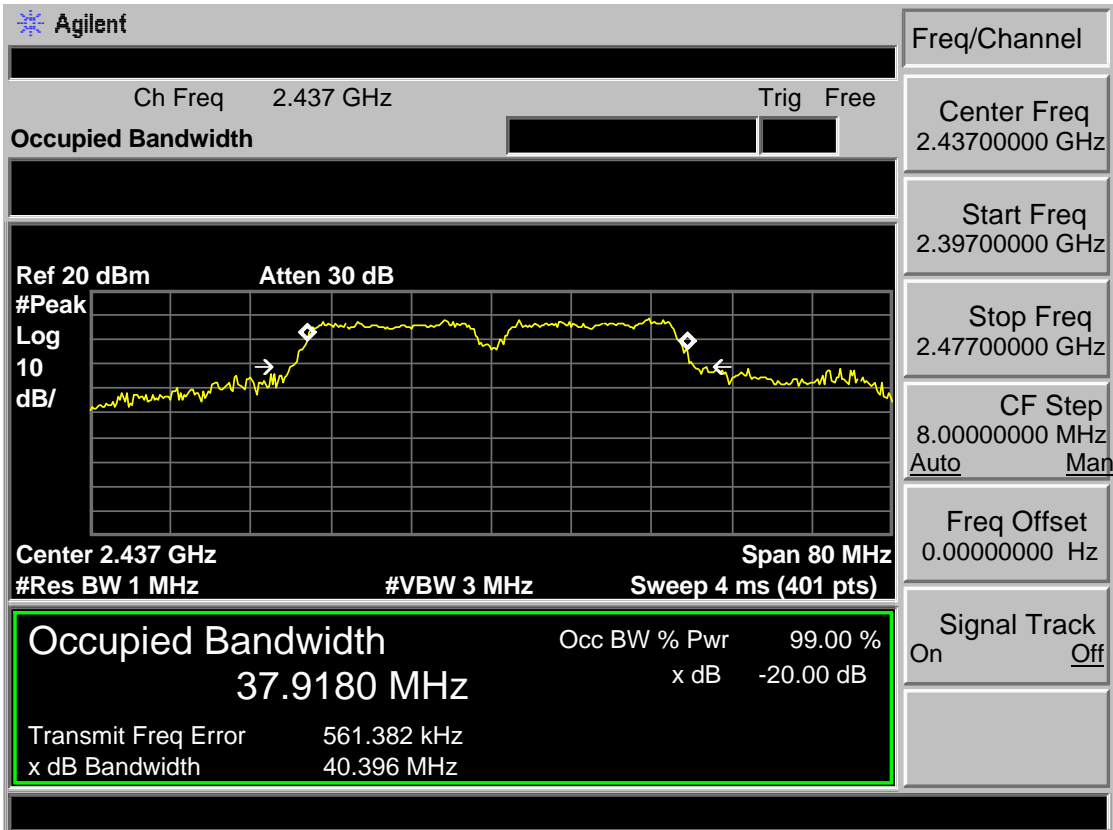 Agilent
Freq/Channel
Ch Freq 2.437 GHz Trig Free
Occupied Bandwidth
Center Freq
2.43700000 GHz
Start Freq
2.39700000 GHz
Stop Freq
2.47700000 GHz
CF Step
8.00000000 MHz
Auto Man
Freq Offset
0.00000000 Hz
Signal Track
On Off
Ref 20 dBm Atten 30 dB
#Peak
Log
10
dB/
Center 2.437 GHz Span 80 MHz
#Res BW 1 MHz #VBW 3 MHz Sweep 4 ms (401 pts)
Occupied Bandwidth
37.9180 MHz
Occ BW % Pwr 99.00 %
x dB -20.00 dB
Transmit Freq Error 561.382 kHz
x dB Bandwidth 40.396 MHz